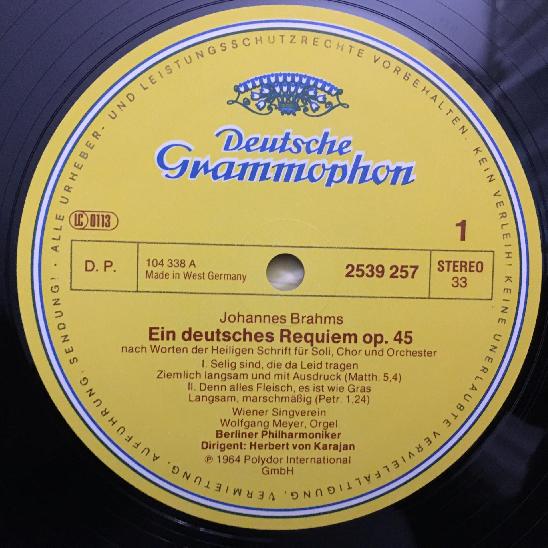 ALLE URHEBER- UND LEISTUNGSSCHUTZRECHTE VORBEHALTEN. KEIN VERLEIH! KEINE UNERLAUBTE VERVIELFÄLTIGUNG, VERMIETUNG, AUFFÜHRUNG, SENDUNG!
Deutsche
Grammophon
LC 0113
1
D. P.
104 338 A
Made in West Germany
2539 257
STEREO
33
Johannes Brahms
Ein deutsches Requiem op. 45
nach Worten der Heiligen Schrift für Soli, Chor und Orchester
I. Selig sind, die da Leid tragen
Ziemlich langsam und mit Ausdruck (Matth. 5,4)
II. Denn alles Fleisch, es ist wie Gras
Langsam, marschmäßig (Petr. 1,24)
Wiener Singverein
Wolfgang Meyer, Orgel
Berliner Philharmoniker
Dirigent: Herbert von Karajan
℗ 1964 Polydor International
GmbH